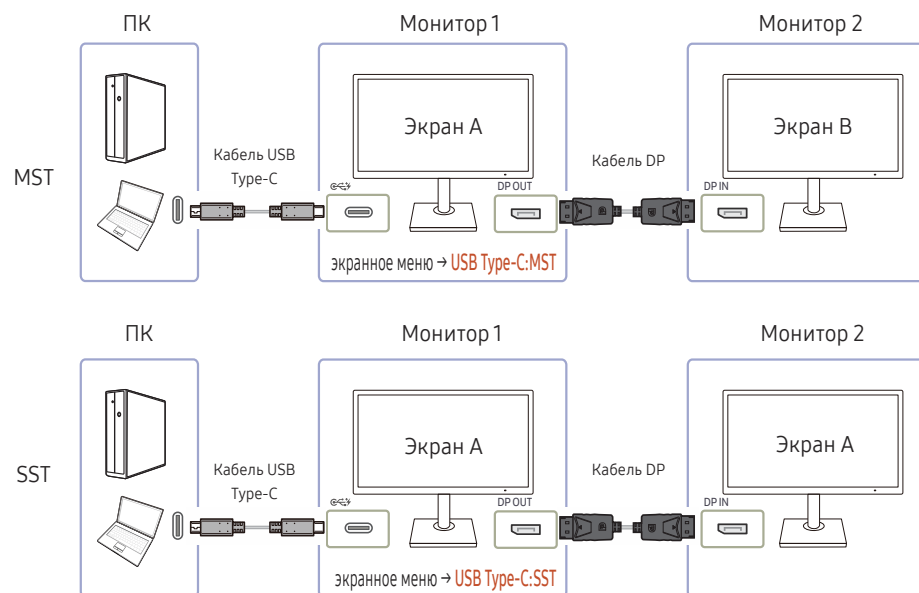 ПК
Монитор 1
Монитор 2
MST
Кабель USB
Type-C
Экран A
DP OUT
Кабель DP
DP IN
Экран B
экранное меню → USB Type-C:MST
ПК
Монитор 1
Монитор 2
SST
Кабель USB
Type-C
Экран A
DP OUT
Кабель DP
DP IN
Экран A
экранное меню → USB Type-C:SST